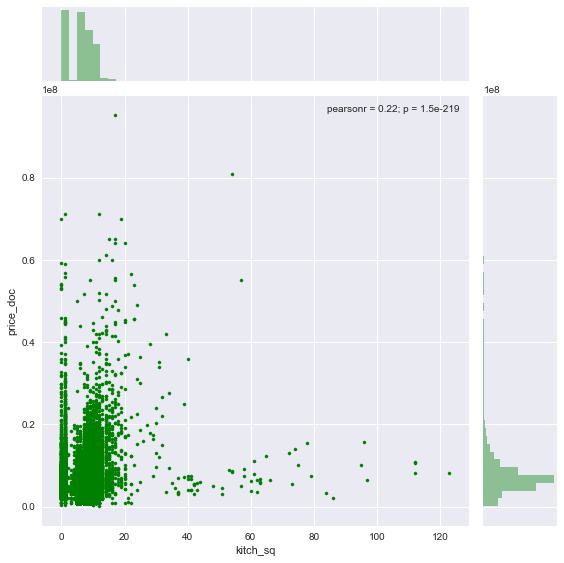 1e8
1e8
pearsonr = 0.22; p = 1.5e-219
0.8
0.6
0.4
0.2
0.0
price_doc
0 20 40 60 80 100 120
kitch_sq